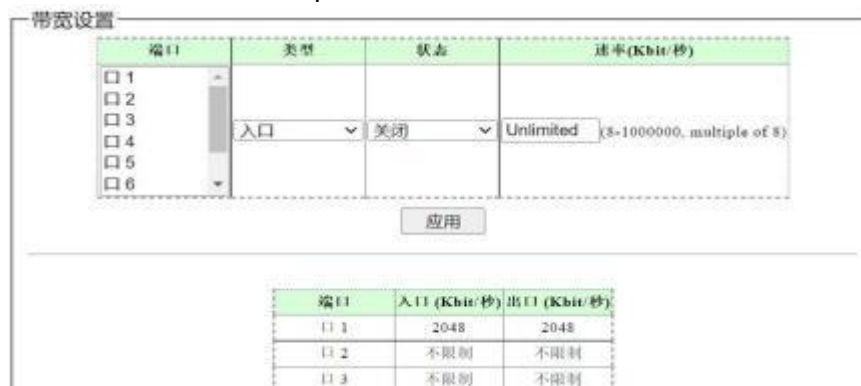 带宽设置
端口 类型 状态 速率(Kbit/秒)
口 1
口 2
口 3
口 4
口 5
口 6
入口 关闭 Unlimited (8-1000000, multiple of 8)
应用
端口 入口 (Kbit/秒) 出口 (Kbit/秒)
口 1 2048 2048
口 2 不限制 不限制
口 3 不限制 不限制